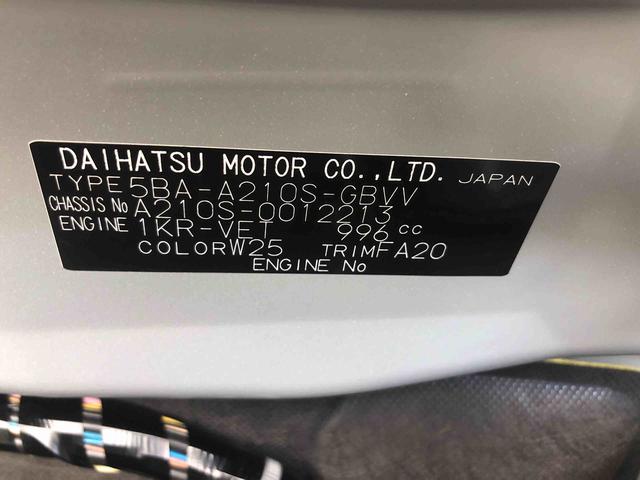 DAIHATSU MOTOR CO.,LTD. JAPAN
TYPE 5BA-A210S-GBVV
CHASSIS No A210S-0012213
ENGINE 1KR-VET 996 cc
COLOR W25 TRIM FA20
ENGINE No